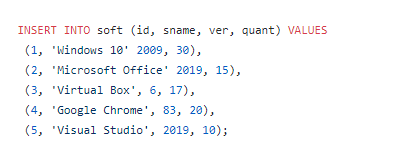 INSERT INTO soft (id, sname, ver, quant) VALUES
(1, 'Windows 10' 2009, 30),
(2, 'Microsoft Office' 2019, 15),
(3, 'Virtual Box', 6, 17),
(4, 'Google Chrome', 83, 20),
(5, 'Visual Studio', 2019, 10);